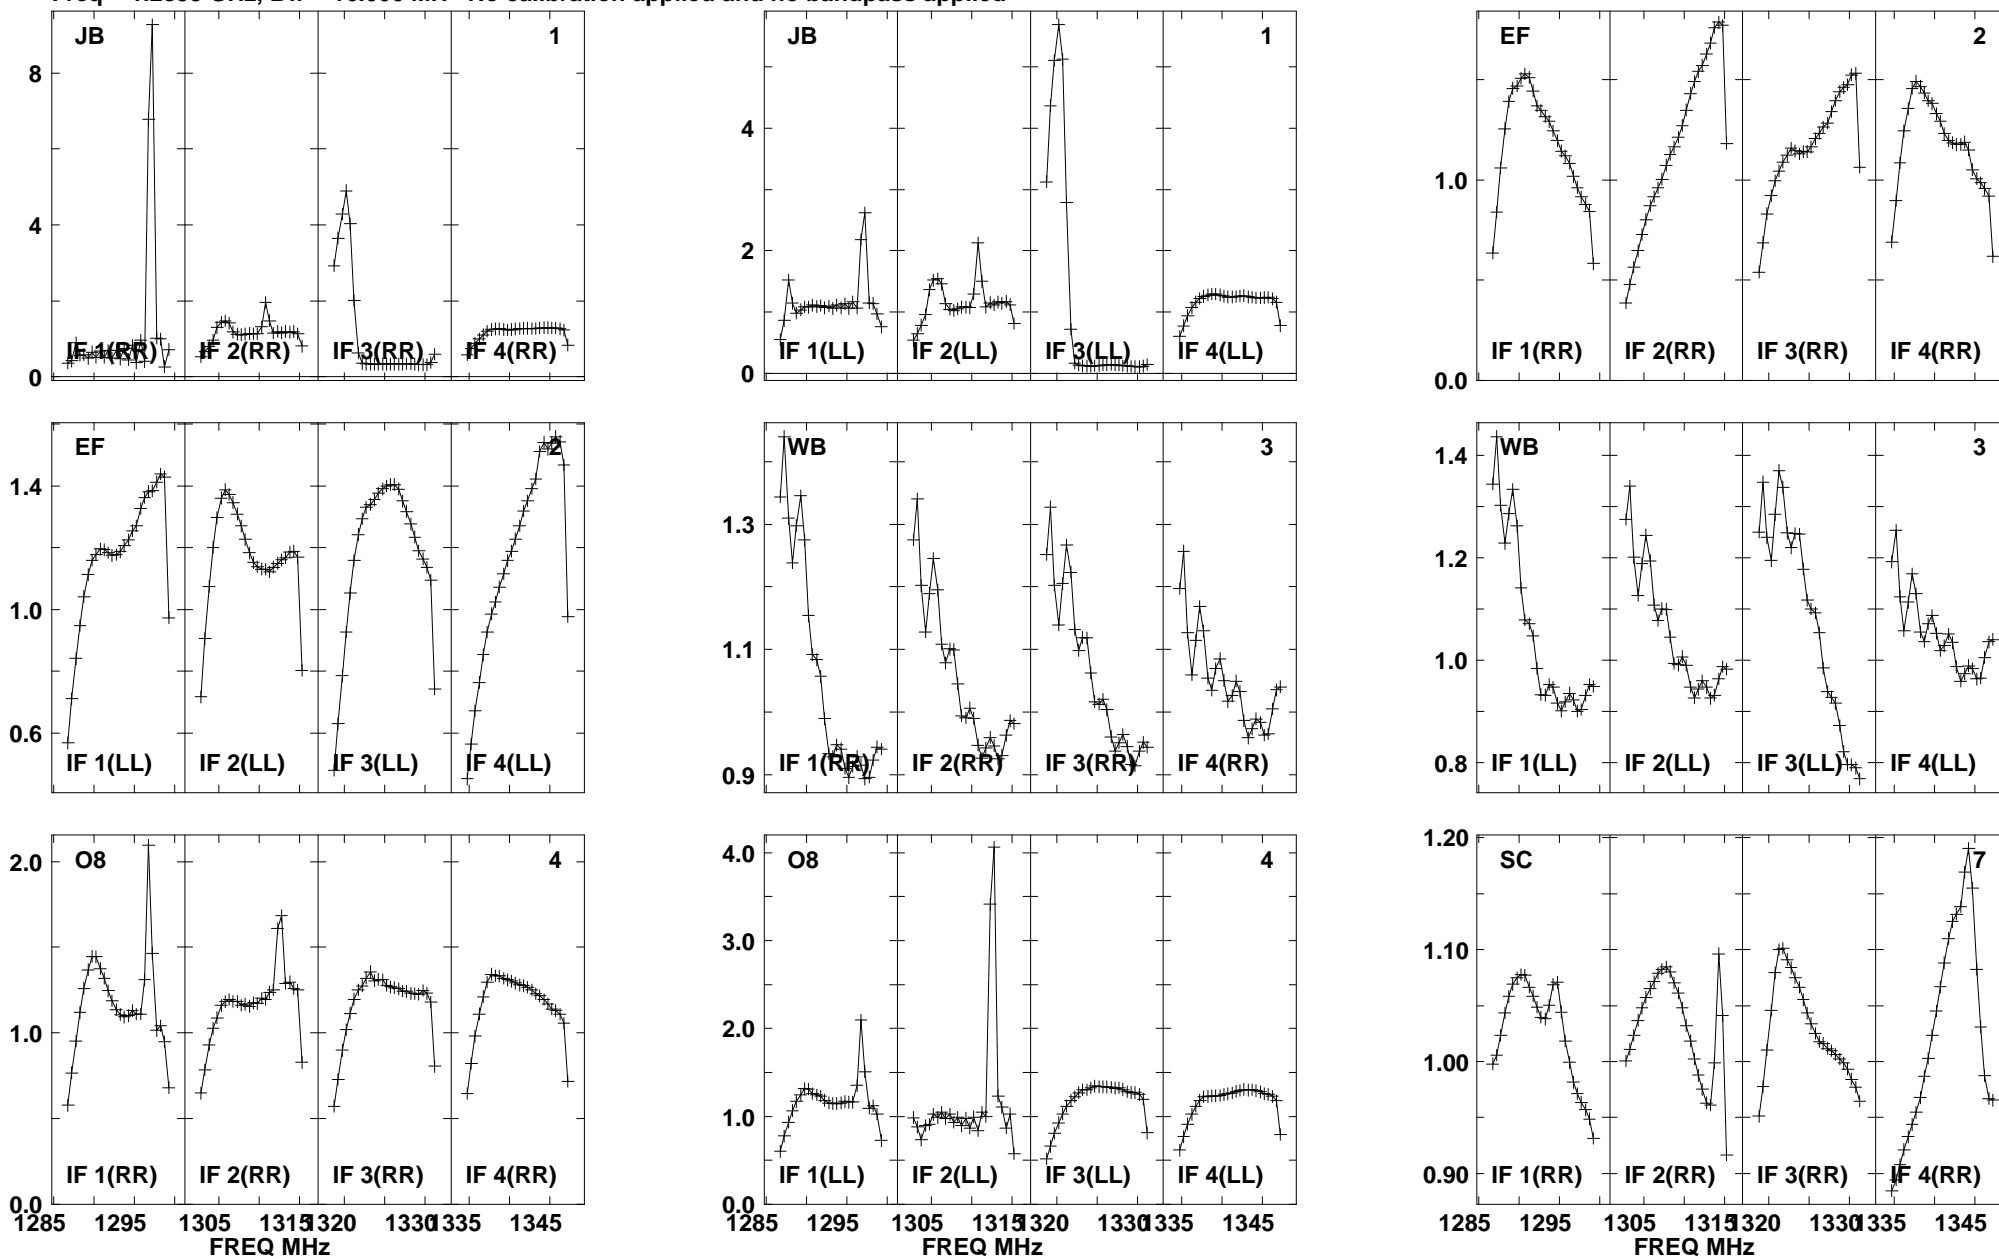 JB 1
8
4
0
IF 1(RR) IF 2(RR) IF 3(RR) IF 4(RR)
JB 1
4
2
0
IF 1(LL) IF 2(LL) IF 3(LL) IF 4(LL)
EF 2
1.0
0.0
IF 1(RR) IF 2(RR) IF 3(RR) IF 4(RR)
EF 2
1.4
1.0
0.6
IF 1(LL) IF 2(LL) IF 3(LL) IF 4(LL)
WB 3
1.3
1.1
0.9
IF 1(RR) IF 2(RR) IF 3(RR) IF 4(RR)
WB 3
1.4
1.2
1.0
0.8
IF 1(LL) IF 2(LL) IF 3(LL) IF 4(LL)
O8 4
2.0
1.0
0.0
IF 1(RR) IF 2(RR) IF 3(RR) IF 4(RR)
1285 1295 1305 1315 1320 1330 1335 1345
FREQ MHz
O8 4
4.0
3.0
2.0
1.0
0.0
IF 1(LL) IF 2(LL) IF 3(LL) IF 4(LL)
1285 1295 1305 1315 1320 1330 1335 1345
FREQ MHz
SC 7
1.20
1.10
1.00
0.90
IF 1(RR) IF 2(RR) IF 3(RR) IF 4(RR)
1285 1295 1305 1315 1320 1330 1335 1345
FREQ MHz